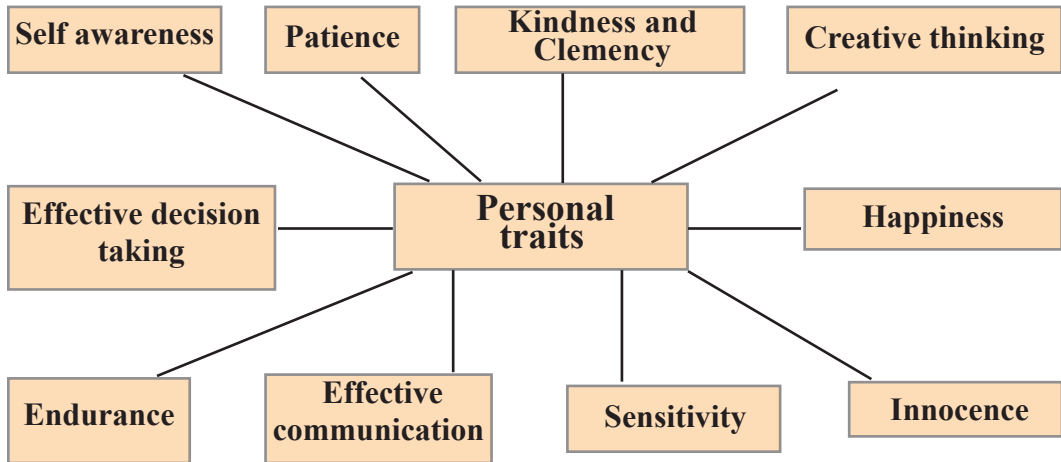 Self awareness
Patience
Kindness and
Clemency
Creative thinking
Effective decision
taking
Personal
traits
Happiness
Endurance
Effective
communication
Sensitivity
Innocence